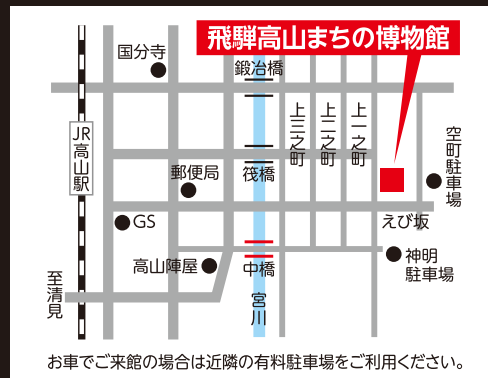 飛騨高山まちの博物館
国分寺
鍛冶橋
上三之町
上二之町
上一之町
JR高山駅
空町駐車場
郵便局
筏橋
GS
えび坂
高山陣屋
中橋
神明
駐車場
至清見
宮川
お車でご来館の場合は近隣の有料駐車場をご利用ください。